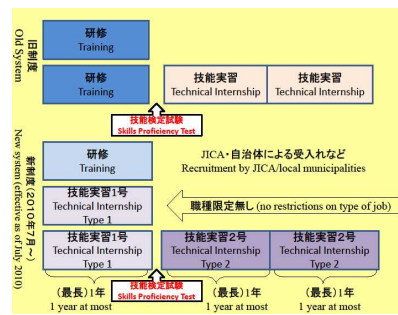 旧制度
Old System
研修
Training
研修
Training
技能実習
Technical Internship
技能実習
Technical Internship
技能検定試験
Skills Proficiency Test
新制度(2010年7月~)
New system (effective as of July 2010)
研修
Training
JICA・自治体による受入れなど
Recruitment by JICA/local municipalities
技能実習1号
Technical Internship
Type 1
職種限定無し (no restrictions on type of job)
技能実習1号
Technical Internship
Type 1
技能実習2号
Technical Internship
Type 2
技能実習2号
Technical Internship
Type 2
技能検定試験
Skills Proficiency Test
(最長)1年
1 year at most
(最長)1年
1 year at most
(最長)1年
1 year at most